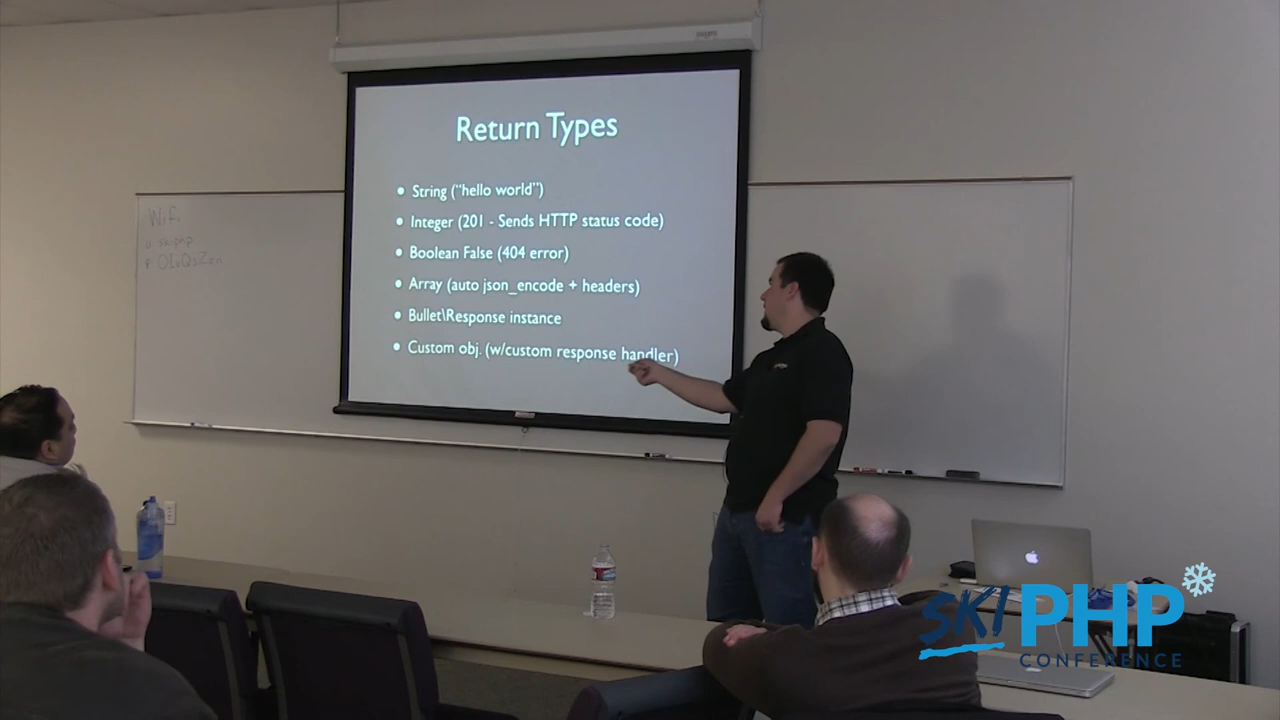 Return Types
• String (“hello world”)
• Integer (201 - Sends HTTP status code)
• Boolean False (404 error)
• Array (auto json_encode + headers)
• Bullet\Response instance
• Custom obj. (w/custom response handler)
Wifi
skiphp
SKI PHP
CONFERENCE